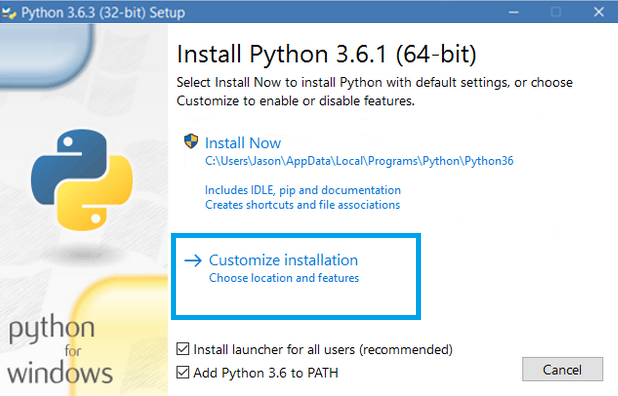 Python 3.6.3 (32-bit) Setup
Install Python 3.6.1 (64-bit)
Select Install Now to install Python with default settings, or choose
Customize to enable or disable features.
Install Now
C:\Users\Jason\AppData\Local\Programs\Python\Python36
Includes IDLE, pip and documentation
Creates shortcuts and file associations
Customize installation
Choose location and features
python
for
windows
Install launcher for all users (recommended)
Add Python 3.6 to PATH
Cancel